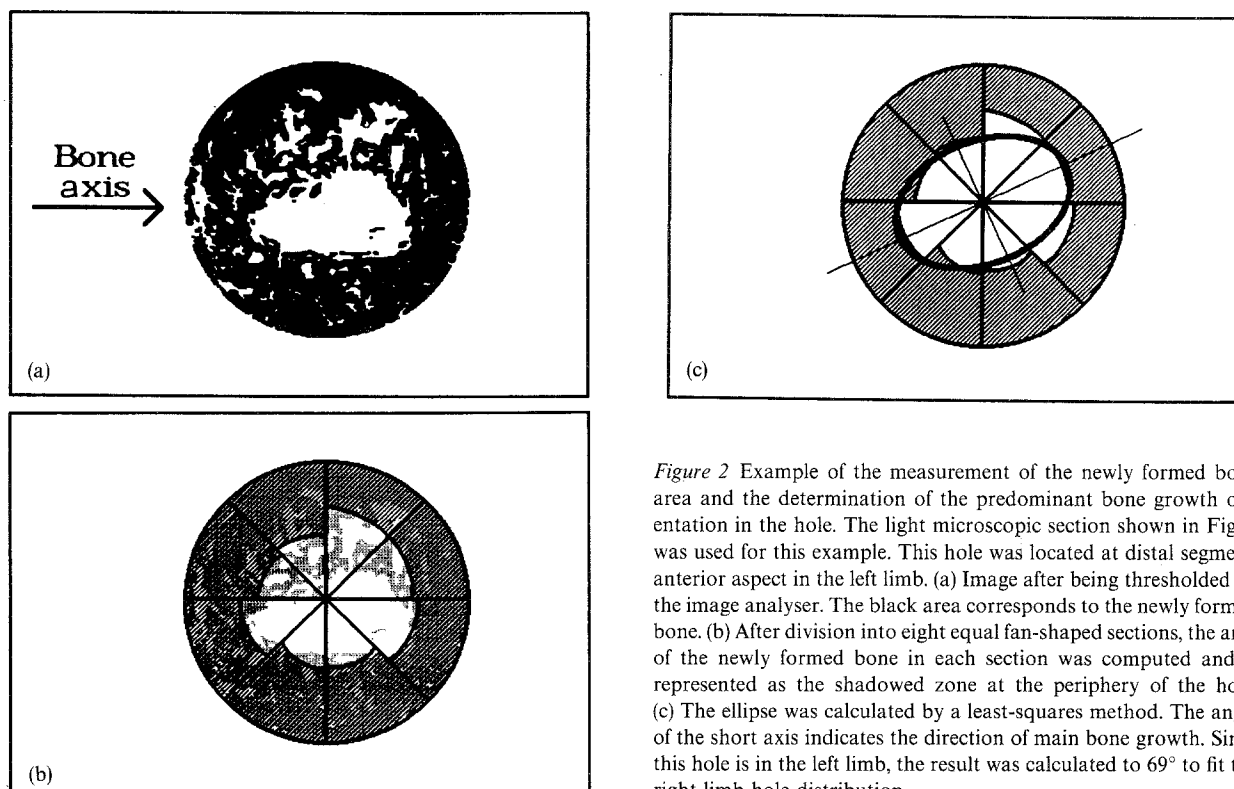 Bone
axis
(a)
(c)
(b)
Figure 2 Example of the measurement of the newly formed bo
area and the determination of the predominant bone growth o
entation in the hole. The light microscopic section shown in Fig
was used for this example. This hole was located at distal segme
anterior aspect in the left limb. (a) Image after being thresholded
the image analyser. The black area corresponds to the newly form
bone. (b) After division into eight equal fan-shaped sections, the ar
of the newly formed bone in each section was computed and
represented as the shadowed zone at the periphery of the ho
(c) The ellipse was calculated by a least-squares method. The an
of the short axis indicates the direction of main bone growth. Sin
this hole is in the left limb, the result was calculated to 69° to fit t
right limb hole distribution